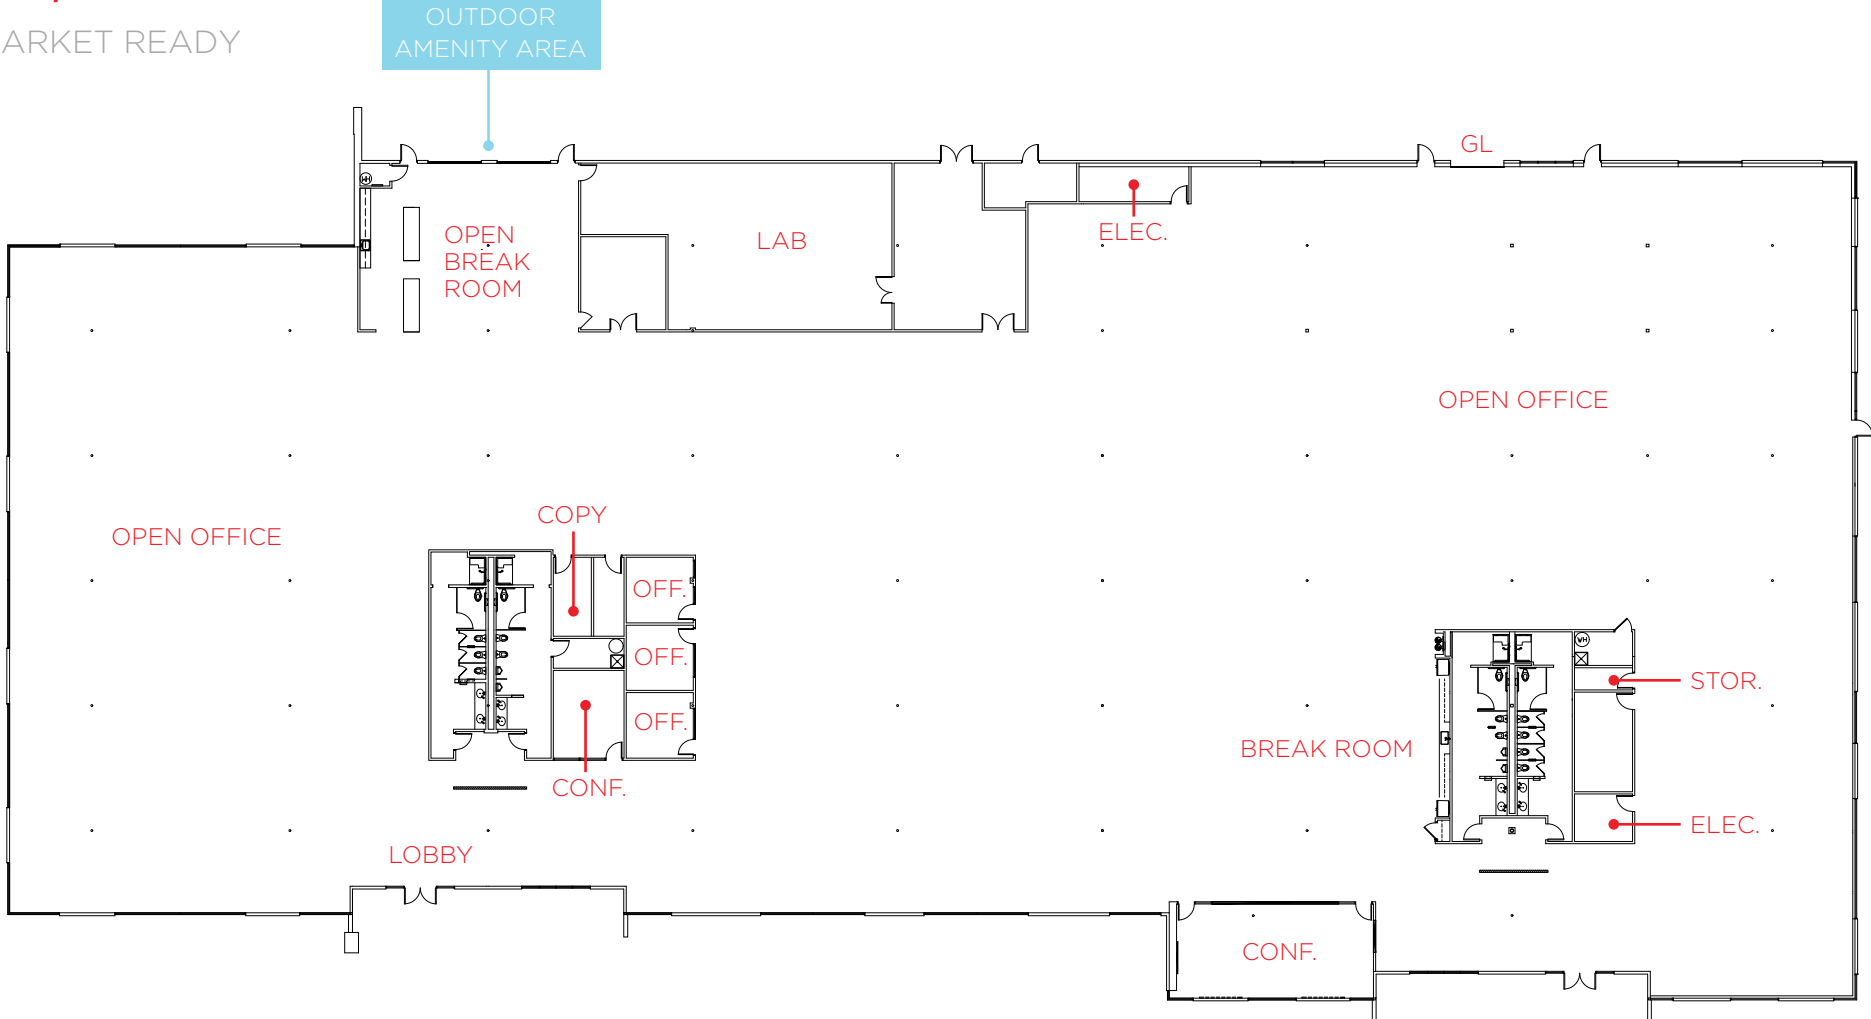 ARKET READY
OUTDOOR
AMENITY AREA
GL
OPEN
BREAK
ROOM
LAB
ELEC.
OPEN OFFICE
COPY
OPEN OFFICE
OFF.
OFF.
OFF.
STOR.
BREAK ROOM
CONF.
ELEC.
LOBBY
CONF.
WH